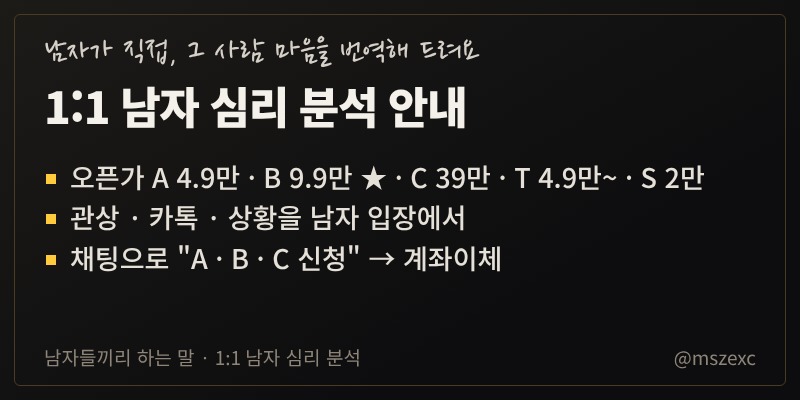 남자가 직접, 그 사람 마음을 번역해 드려요
1:1 남자 심리 분석 안내
오픈가 A 4.9만 · B 9.9만 ★ · C 39만 · T 4.9만~ · S 2만
관상 · 카톡 · 상황을 남자 입장에서
채팅으로 "A · B · C 신청" → 계좌이체
남자들끼리 하는 말 · 1:1 남자 심리 분석
@mszexc